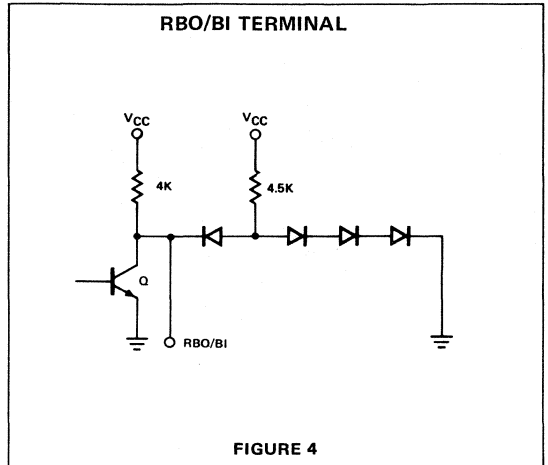 RBO/BI TERMINAL
VCC
VCC
4K
4.5K
Q
RBO/BI
FIGURE 4